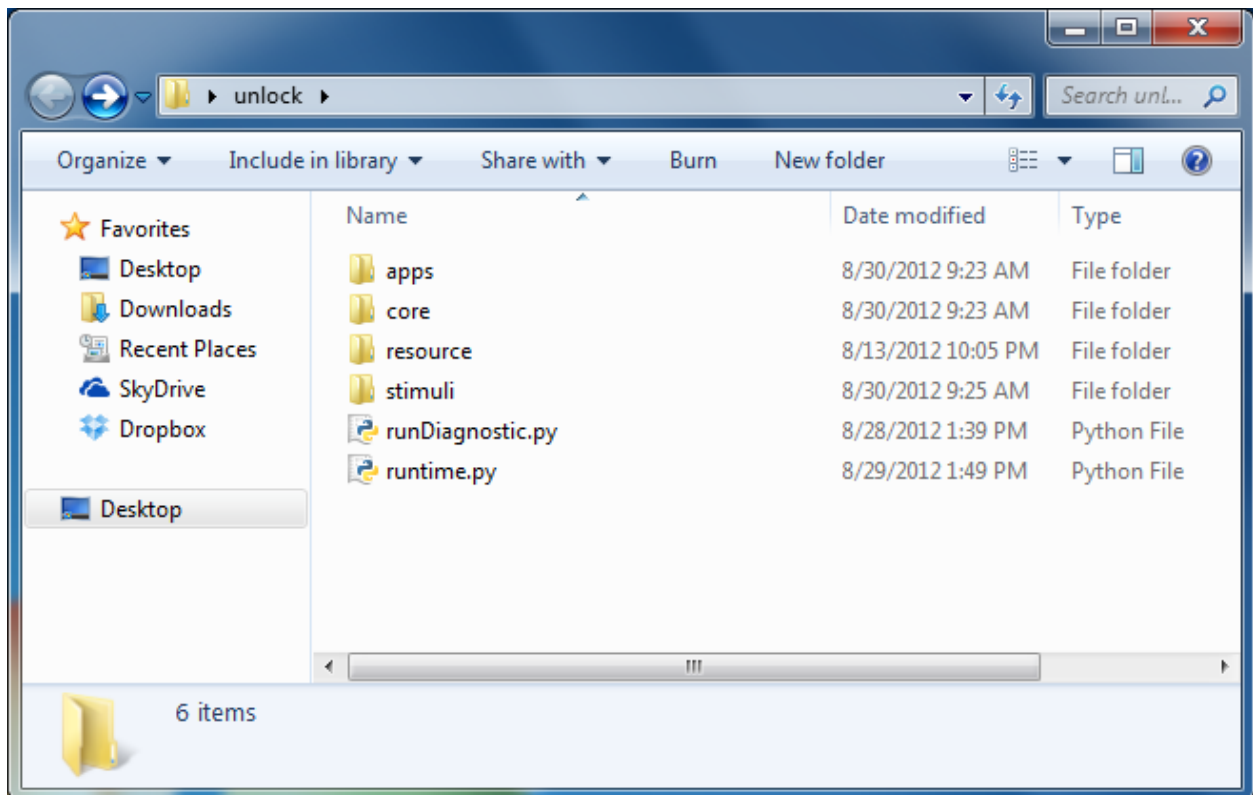 unlock
Search unl...
Organize Include in library Share with Burn New folder
Favorites
Desktop
Downloads
Recent Places
SkyDrive
Dropbox
Desktop
Name Date modified Type
apps 8/30/2012 9:23 AM File folder
core 8/30/2012 9:23 AM File folder
resource 8/13/2012 10:05 PM File folder
stimuli 8/30/2012 9:25 AM File folder
runDiagnostic.py 8/28/2012 1:39 PM Python File
runtime.py 8/29/2012 1:49 PM Python File
6 items